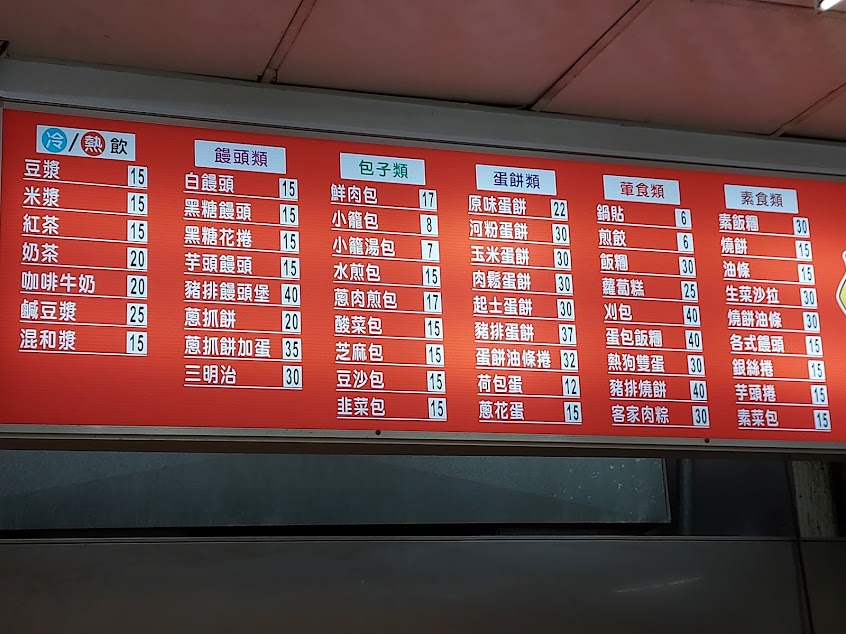 冷/熱 飲
豆漿 15
米漿 15
紅茶 15
奶茶 20
咖啡牛奶 20
鹹豆漿 25
混和漿 15
饅頭類
白饅頭 15
黑糖饅頭 15
黑糖花捲 15
芋頭饅頭 15
豬排饅頭堡 40
蔥抓餅 20
蔥抓餅加蛋 35
三明治 30
包子類
鮮肉包 17
小籠包 8
小籠湯包 7
水煎包 15
蔥肉煎包 17
酸菜包 15
芝麻包 15
豆沙包 15
韭菜包 15
蛋餅類
原味蛋餅 22
河粉蛋餅 30
玉米蛋餅 30
肉鬆蛋餅 30
起士蛋餅 30
豬排蛋餅 37
蛋餅油條捲 32
荷包蛋 12
蔥花蛋 15
葷食類
鍋貼 6
煎餃 6
飯糰 30
蘿蔔糕 25
刈包 40
蛋包飯糰 40
熱狗雙蛋 30
豬排燒餅 40
客家肉粽 30
素食類
素飯糰 30
燒餅 15
油條 15
生菜沙拉 30
燒餅油條 30
各式饅頭 15
銀絲捲 15
芋頭捲 15
素菜包 15